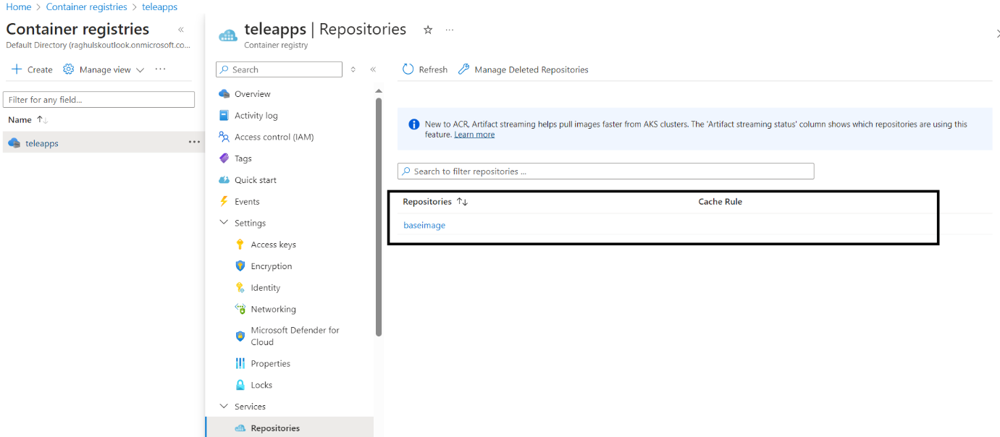 Home > Container registries > teleapps
Container registries «
Default Directory (raghulskoutlook.onmicrosoft.co...
+ Create Manage view ...
Filter for any field...
Name ↑↓
teleapps ...
teleapps | Repositories ☆ ...
Container registry
Search «
Overview
Activity log
Access control (IAM)
Tags
Quick start
Events
Settings
Access keys
Encryption
Identity
Networking
Microsoft Defender for
Cloud
Properties
Locks
Services
Repositories
Refresh Manage Deleted Repositories
New to ACR, Artifact streaming helps pull images faster from AKS clusters. The 'Artifact streaming status' column shows which repositories are using this
feature. Learn more
Search to filter repositories ...
Repositories ↑↓ Cache Rule
baseimage